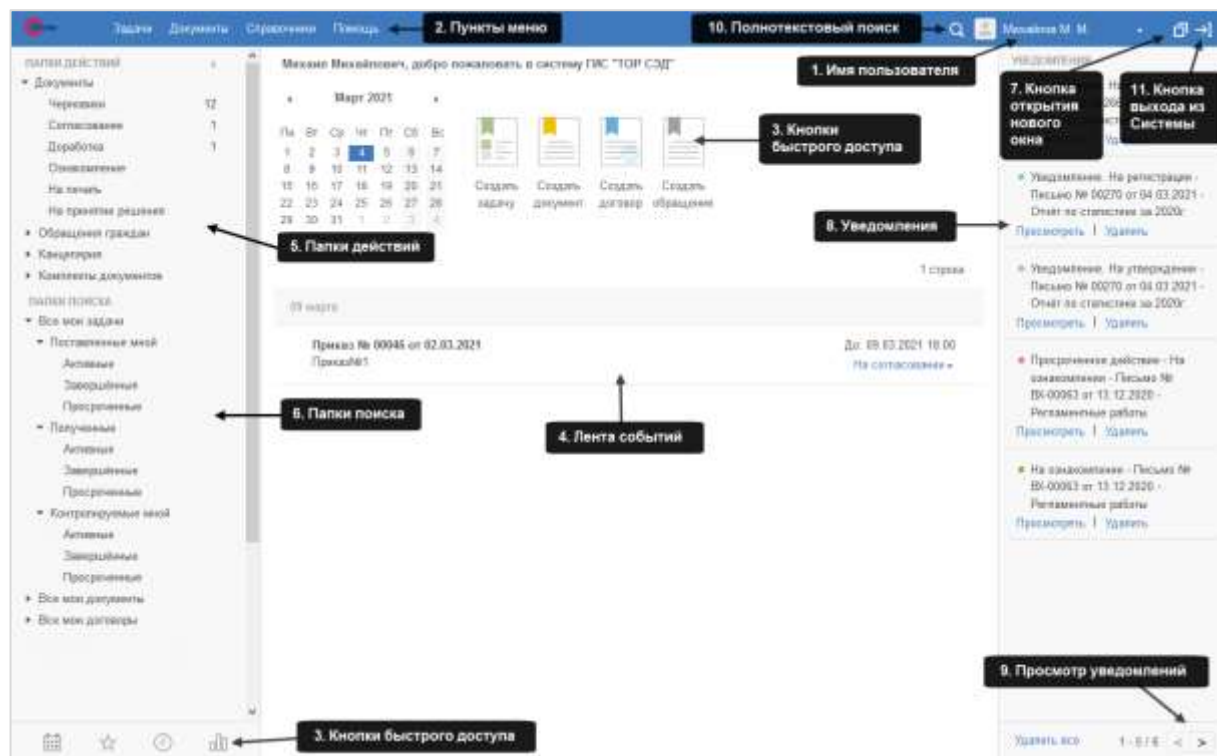 Задачи Документы Справочники Помощь
2. Пункты меню
10. Полнотекстовый поиск
Михайлов М. М.
1. Имя пользователя
7. Кнопка
открытия
нового
окна
11. Кнопка
выхода из
Системы
ПАПКИ ДЕЙСТВИЙ
Документы
Черновики 12
Согласование 1
Доработка 1
Ознакомление
На печать
На принятии решения
Обращения граждан
Канцелярия
Комплекты документов
5. Папки действий
ПАПКИ ПОИСКА
Все мои задачи
Поставленные мной
Активные
Завершённые
Просроченные
Полученные
Активные
Завершённые
Просроченные
Контролируемые мной
Активные
Завершённые
Просроченные
Все мои документы
Все мои договоры
6. Папки поиска
3. Кнопки быстрого доступа
Михаил Михайлович, добро пожаловать в систему ГИС "ТОР СЭД"
Март 2021
Пн Вт Ср Чт Пт Сб Вс
1 2 3 4 5 6 7
8 9 10 11 12 13 14
15 16 17 18 19 20 21
22 23 24 25 26 27 28
29 30 31 1 2 3 4
Создать задачу
Создать документ
Создать договор
Создать обращение
3. Кнопки
быстрого доступа
1 строка
09 марта
Приказ № 00046 от 02.03.2021
Приказ№1
До: 09.03.2021 18:00
На согласовании
4. Лента событий
УВЕДОМЛЕНИЯ
8. Уведомления
Уведомление. На регистрации -
Письмо № 00270 от 04.03.2021 -
Отчёт по статистике за 2020г
Просмотреть | Удалить
Уведомление. На утверждении -
Письмо № 00270 от 04.03.2021 -
Отчёт по статистике за 2020г
Просмотреть | Удалить
Просроченное действие - На
ознакомлении - Письмо №
ВХ-00063 от 13.12.2020 -
Регламентные работы
Просмотреть | Удалить
На ознакомление - Письмо №
ВХ-00063 от 13.12.2020 -
Регламентные работы
Просмотреть | Удалить
9. Просмотр уведомлений
Удалить все